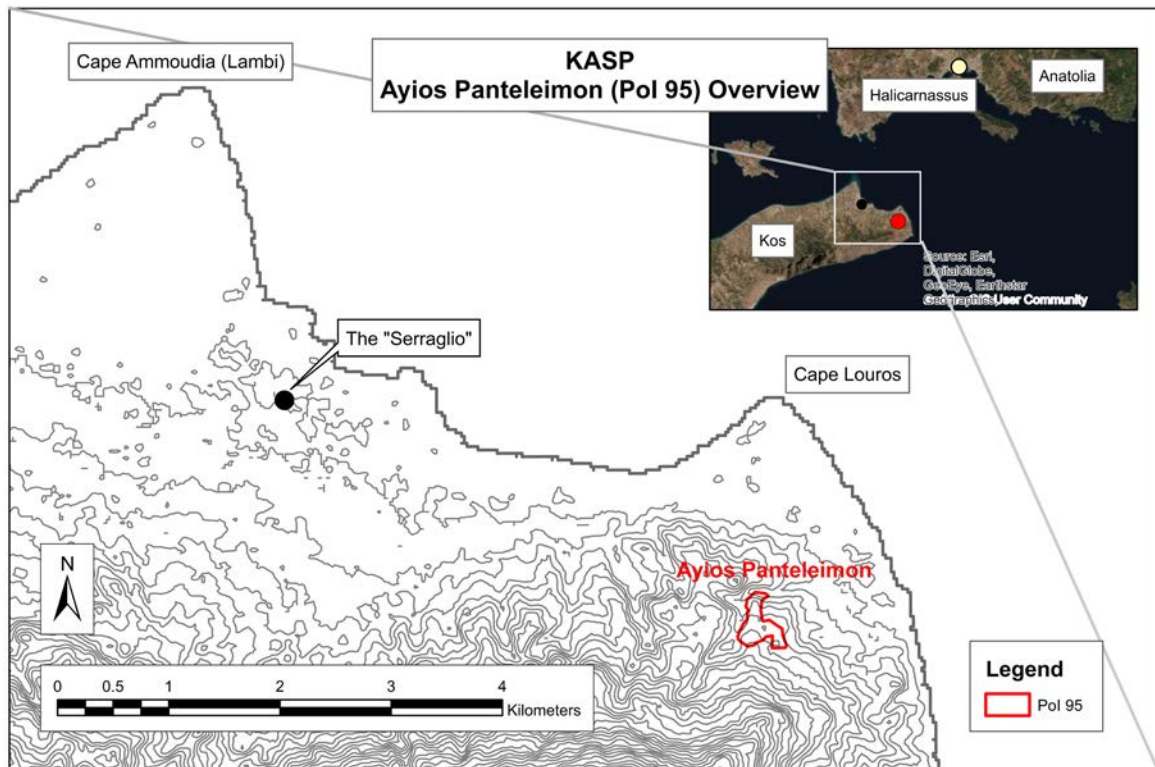 Cape Ammoudia (Lambi)
KASP
Ayios Panteleimon (Pol 95) Overview
Halicarnassus
Anatolia
Kos
Source: Esri,
DigitalGlobe,
GeoEye, Earthstar
Geographics, User Community
The "Serraglio"
Cape Louros
Ayios Panteleimon
N
0 0.5 1 2 3 4
Kilometers
Legend
Pol 95